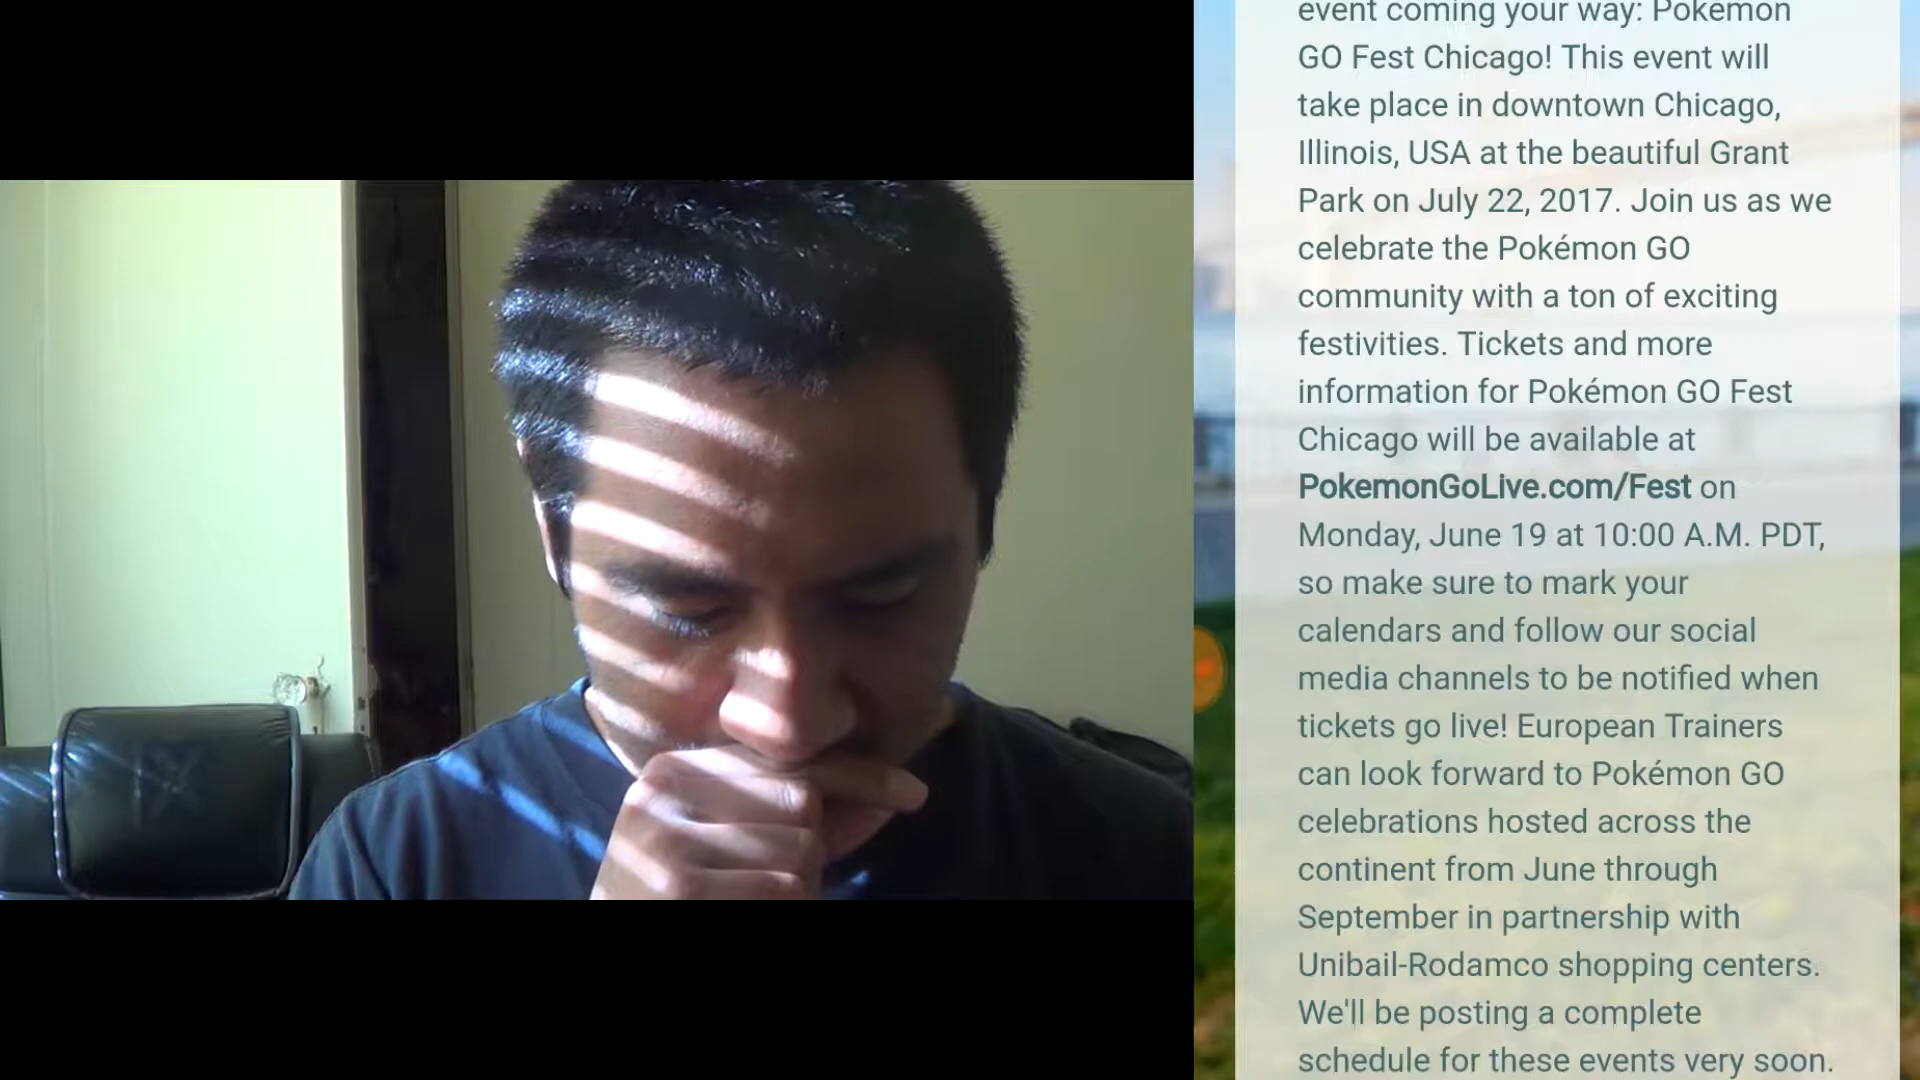 event coming your way: Pokémon
GO Fest Chicago! This event will
take place in downtown Chicago,
Illinois, USA at the beautiful Grant
Park on July 22, 2017. Join us as we
celebrate the Pokémon GO
community with a ton of exciting
festivities. Tickets and more
information for Pokémon GO Fest
Chicago will be available at
PokemonGoLive.com/Fest on
Monday, June 19 at 10:00 A.M. PDT,
so make sure to mark your
calendars and follow our social
media channels to be notified when
tickets go live! European Trainers
can look forward to Pokémon GO
celebrations hosted across the
continent from June through
September in partnership with
Unibail-Rodamco shopping centers.
We'll be posting a complete
schedule for these events very soon.